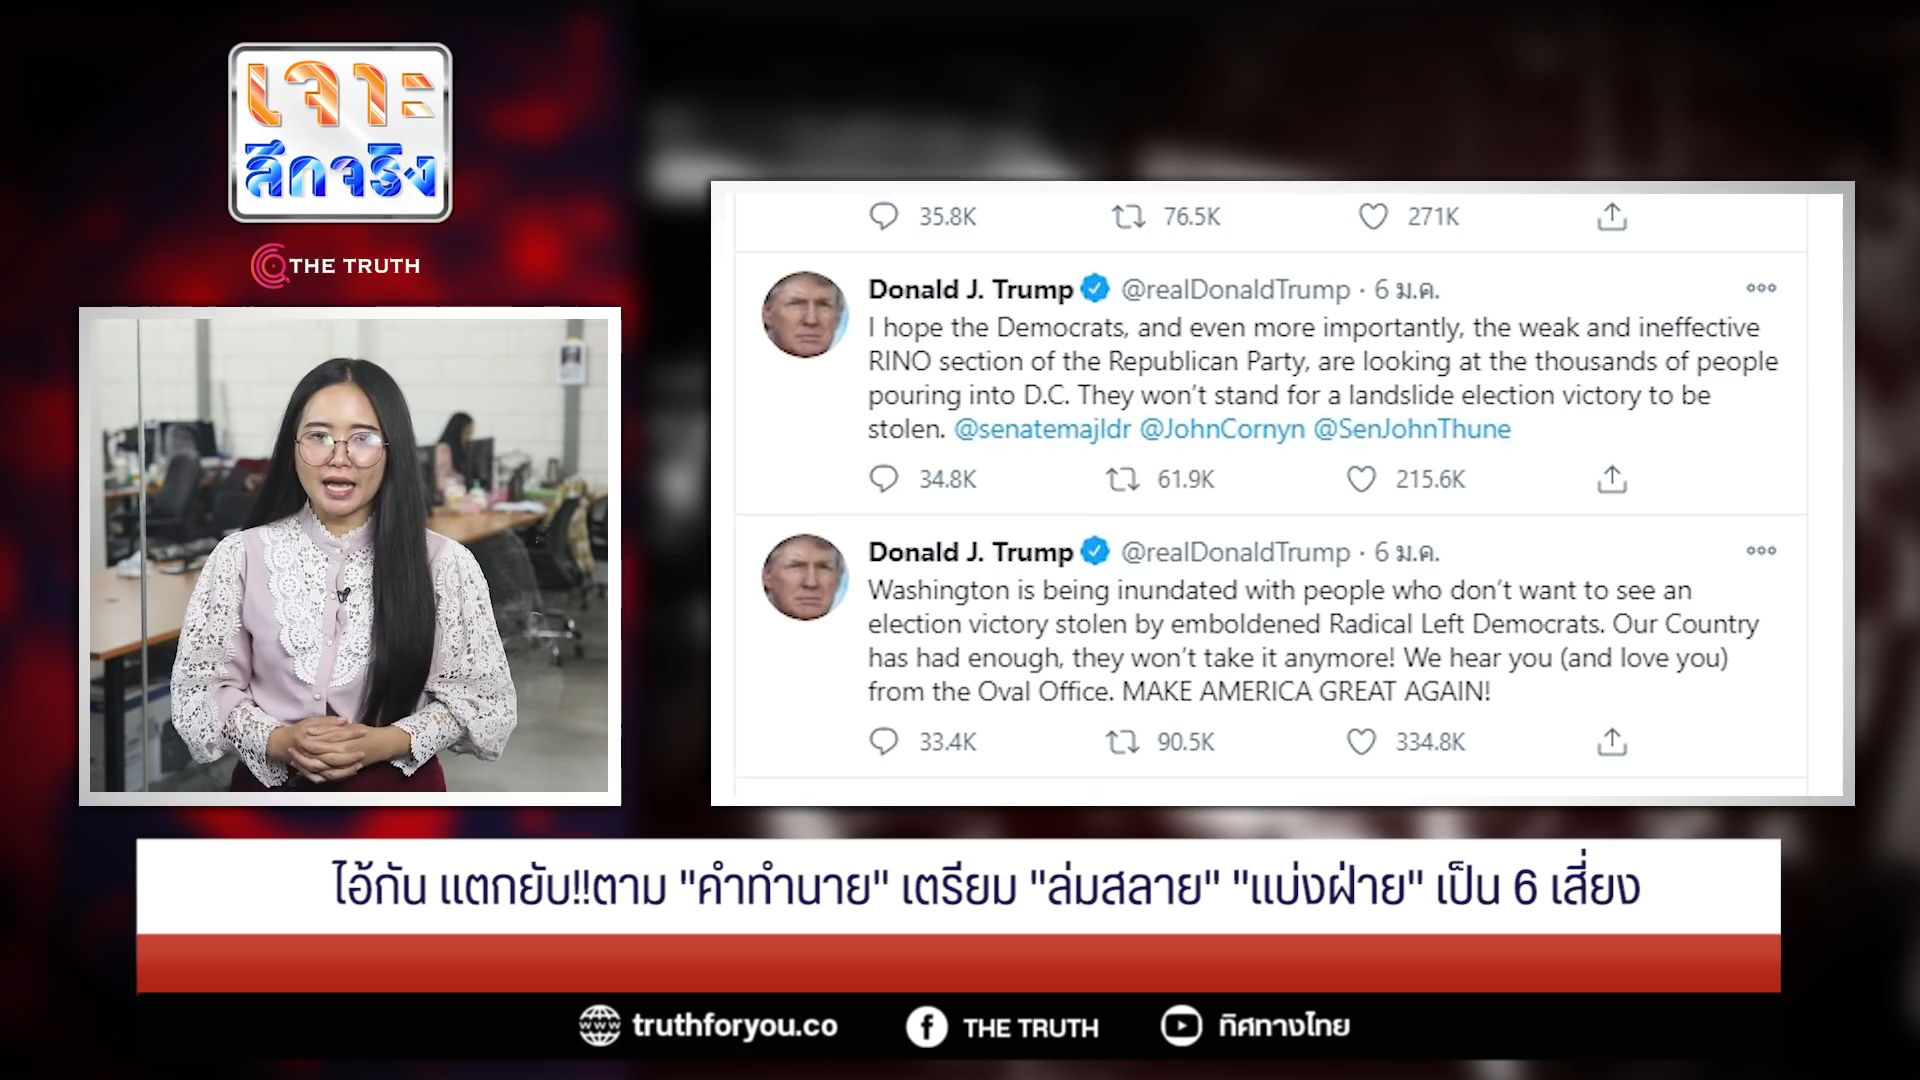 เจาะ
ลึกจริง
THE TRUTH
35.8K 76.5K 271K
Donald J. Trump @realDonaldTrump · 6 ม.ค.
I hope the Democrats, and even more importantly, the weak and ineffective
RINO section of the Republican Party, are looking at the thousands of people
pouring into D.C. They won't stand for a landslide election victory to be
stolen. @senatemajldr @JohnCornyn @SenJohnThune
34.8K 61.9K 215.6K
Donald J. Trump @realDonaldTrump · 6 ม.ค.
Washington is being inundated with people who don't want to see an
election victory stolen by emboldened Radical Left Democrats. Our Country
has had enough, they won't take it anymore! We hear you (and love you)
from the Oval Office. MAKE AMERICA GREAT AGAIN!
33.4K 90.5K 334.8K
ไอ้กัน แตกยับ!!ตาม "คำทำนาย" เตรียม "ล่มสลาย" "แบ่งฝ่าย" เป็น 6 เสี่ยง
www truthforyou.co THE TRUTH ทิศทางไทย